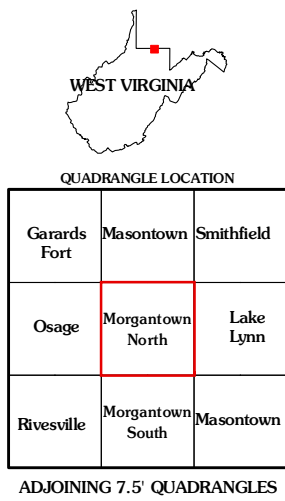 WEST VIRGINIA
QUADRANGLE LOCATION
Garards
Fort
Masontown
Smithfield
Osage
Morgantown
North
Lake
Lynn
Rivesville
Morgantown
South
Masontown
ADJOINING 7.5' QUADRANGLES